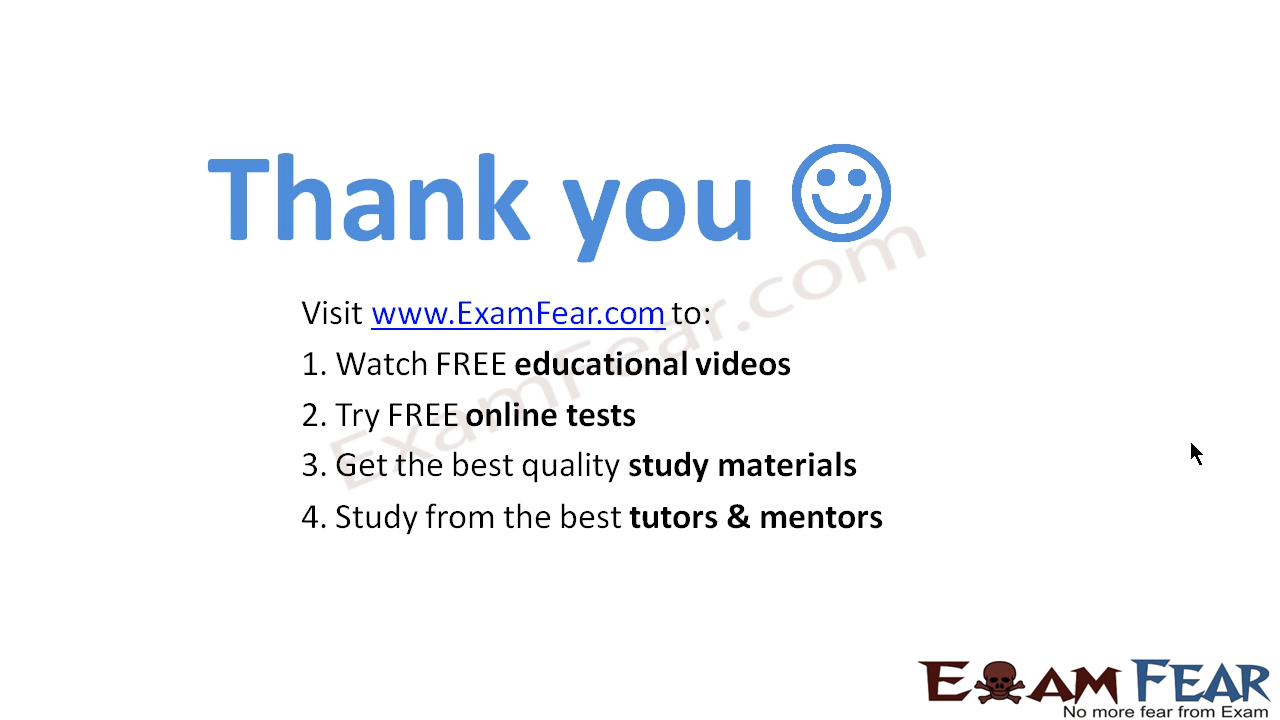 Thank you ☺
Visit www.ExamFear.com to:
1. Watch FREE educational videos
2. Try FREE online tests
3. Get the best quality study materials
4. Study from the best tutors & mentors
ExamFear.com
EXAM FEAR
No more fear from Exam